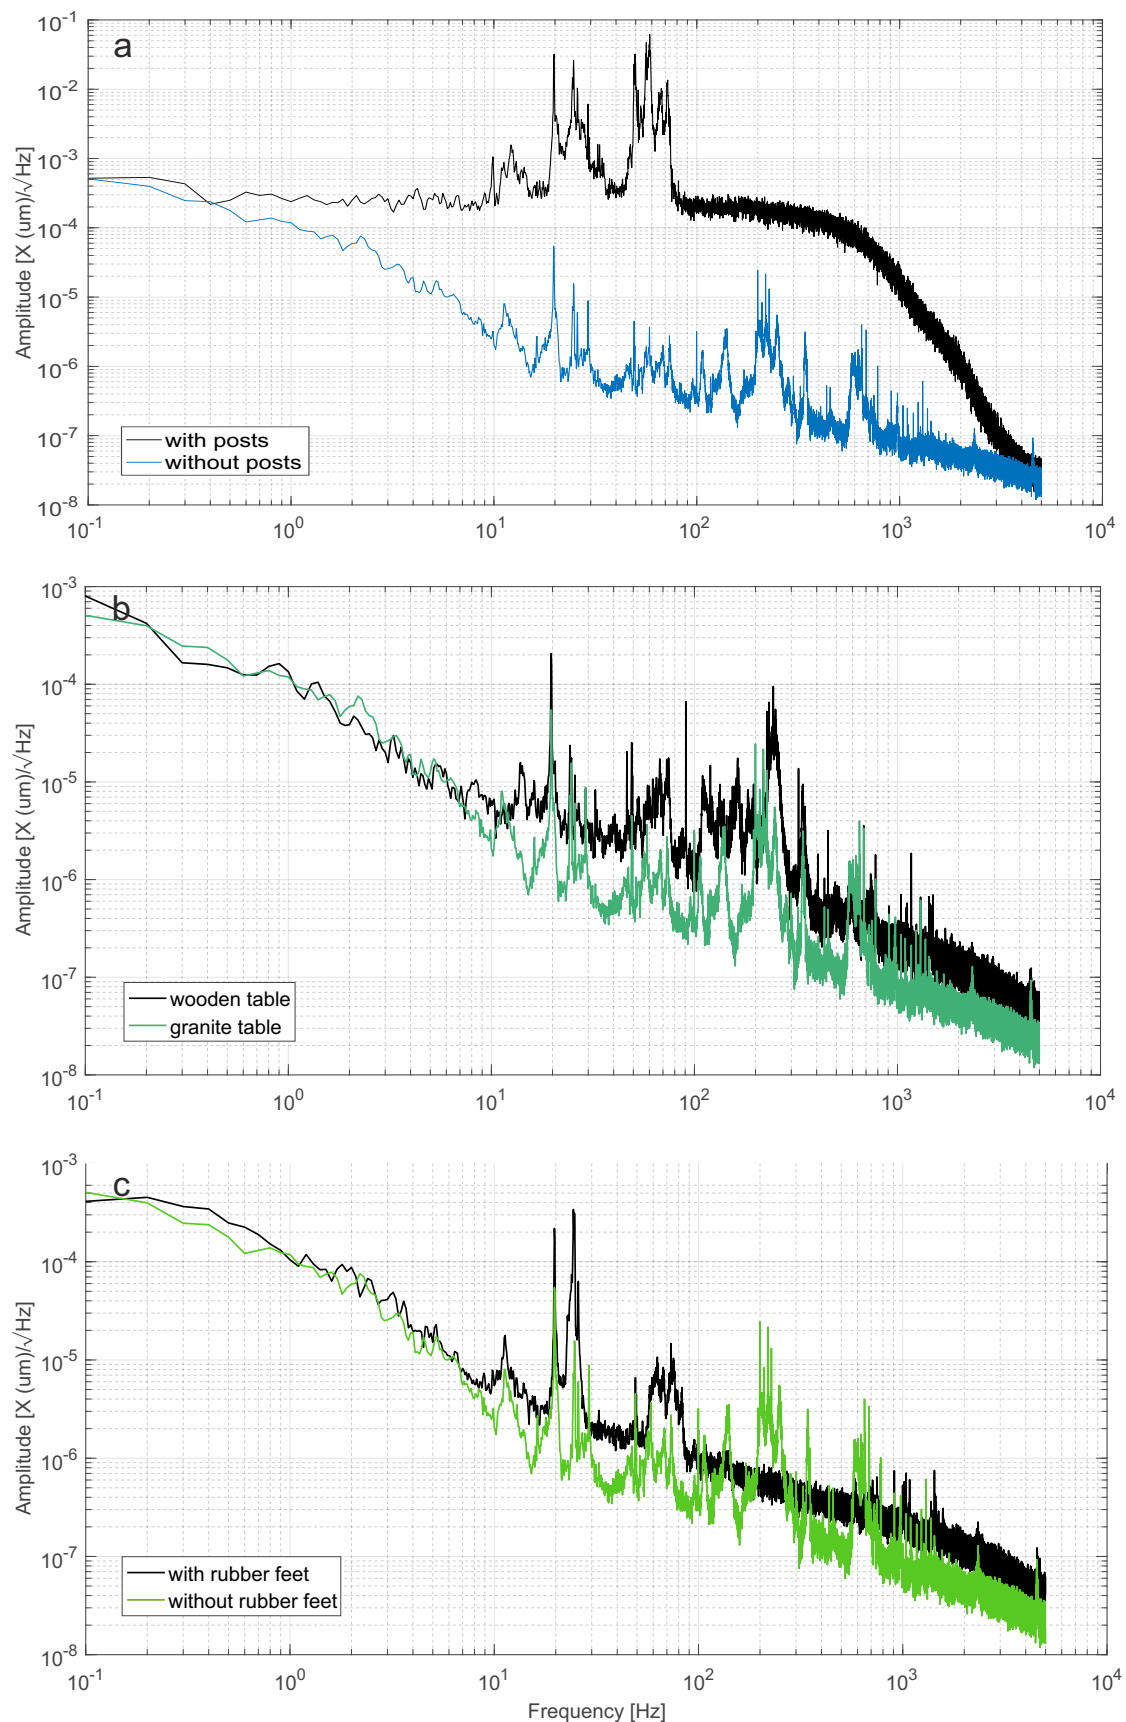 a
10^-1
10^-2
10^-3
10^-4
10^-5
10^-6
10^-7
10^-8
Amplitude [X (um)/√Hz]
with posts
without posts
10^-1 10^0 10^1 10^2 10^3 10^4
b
10^-3
10^-4
10^-5
10^-6
10^-7
10^-8
Amplitude [X (um)/√Hz]
wooden table
granite table
10^-1 10^0 10^1 10^2 10^3 10^4
c
10^-3
10^-4
10^-5
10^-6
10^-7
10^-8
Amplitude [X (um)/√Hz]
with rubber feet
without rubber feet
10^-1 10^0 10^1 10^2 10^3 10^4
Frequency [Hz]